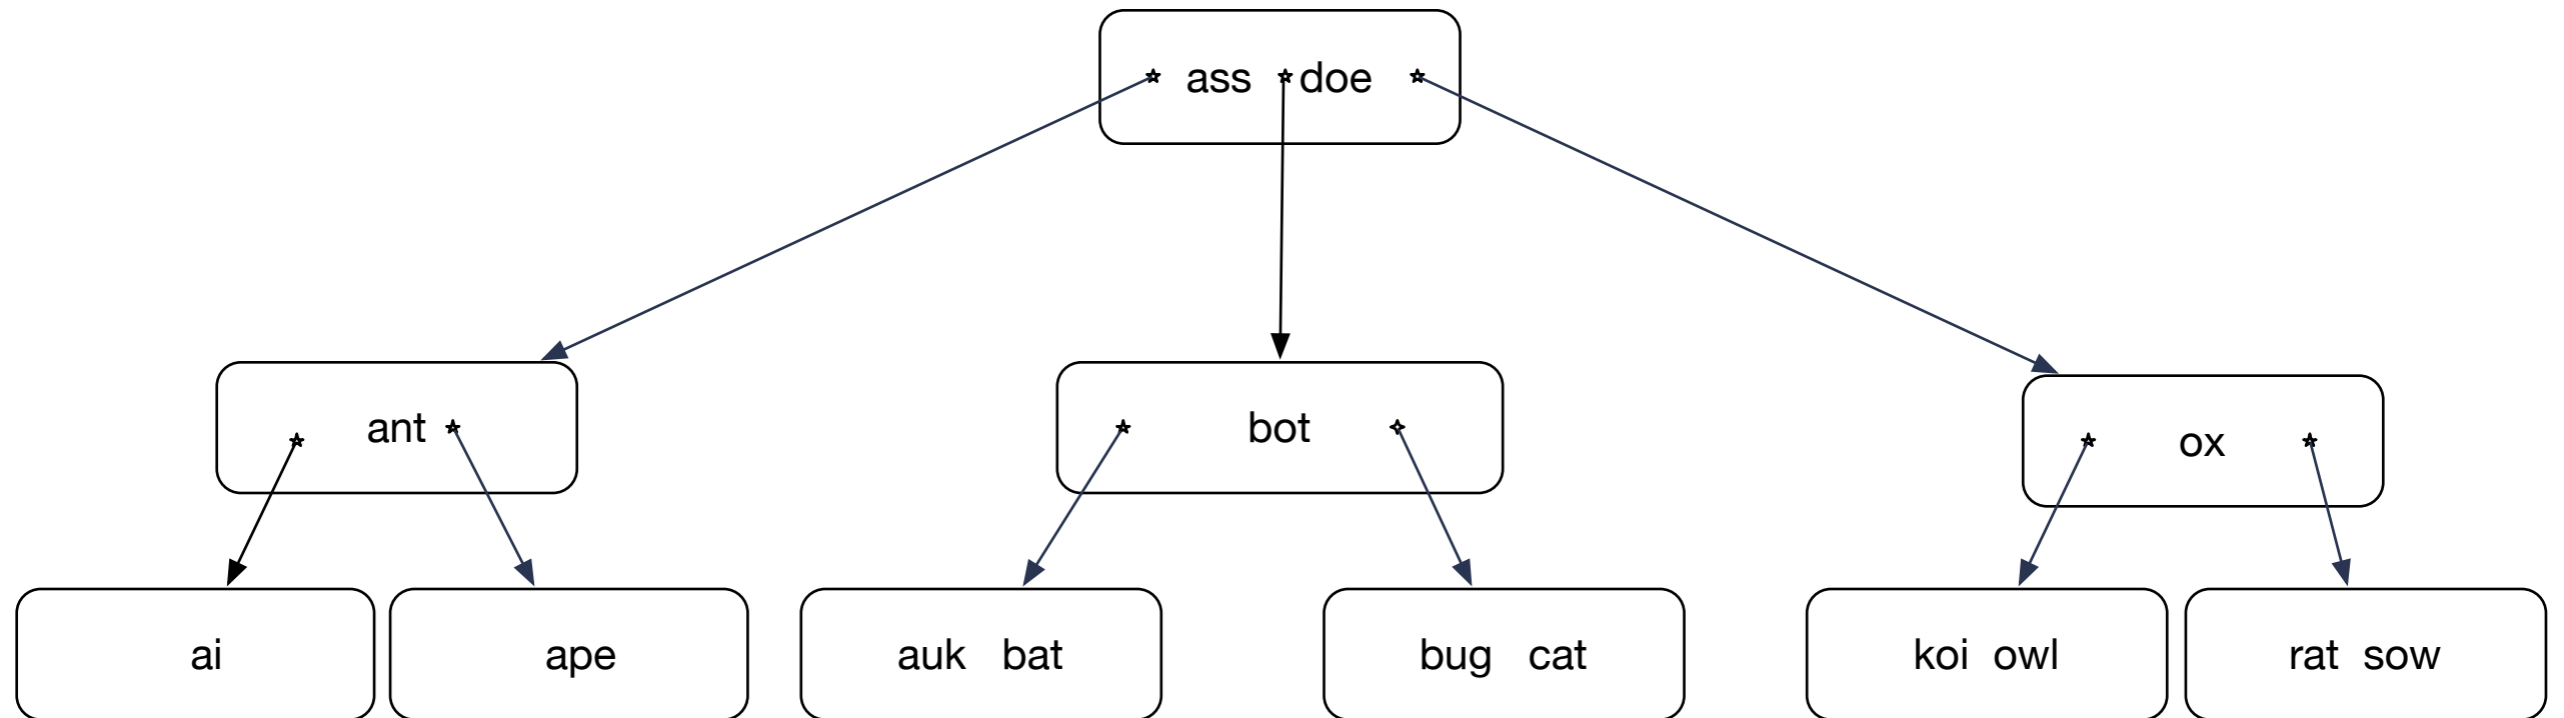 ass doe
ant
bot
ox
ai
ape
auk bat
bug cat
koi owl
rat sow